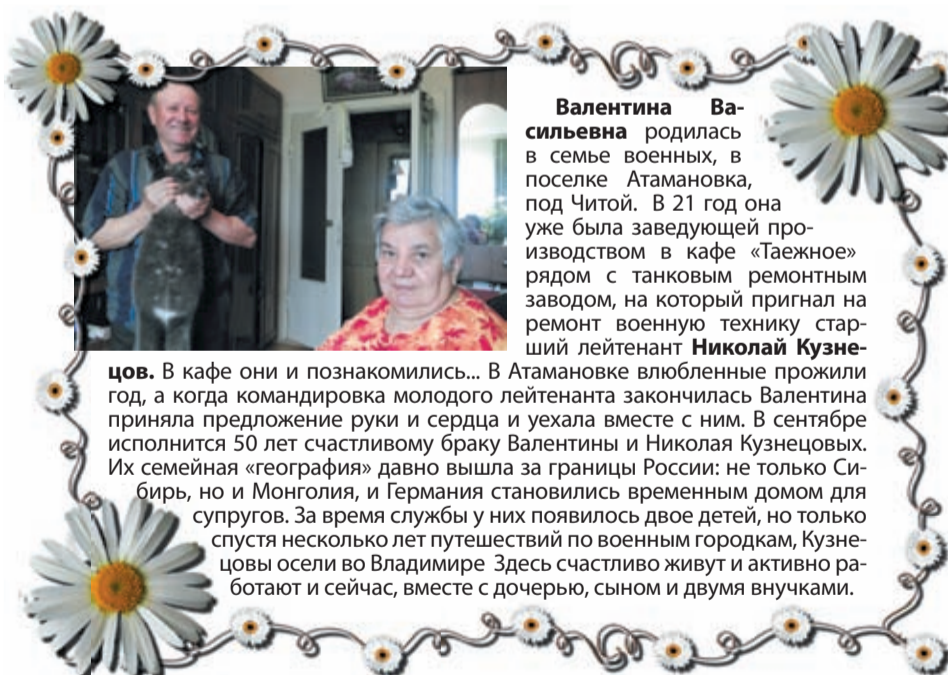 Валентина Ва-
сильевна родилась
в семье военных, в
поселке Атамановка,
под Читой. В 21 год она
уже была заведующей про-
изводством в кафе «Таежное»
рядом с танковым ремонтным
заводом, на который пригнал на
ремонт военную технику стар-
ший лейтенант Николай Кузне-
цов. В кафе они и познакомились... В Атамановке влюбленные прожили
год, а когда командировка молодого лейтенанта закончилась Валентина
приняла предложение руки и сердца и уехала вместе с ним. В сентябре
исполнится 50 лет счастливому браку Валентины и Николая Кузнецовых.
Их семейная «география» давно вышла за границы России: не только Си-
бирь, но и Монголия, и Германия становились временным домом для
супругов. За время службы у них появилось двое детей, но только
спустя несколько лет путешествий по военным городкам, Кузне-
цовы осели во Владимире Здесь счастливо живут и активно ра-
ботают и сейчас, вместе с дочерью, сыном и двумя внучками.